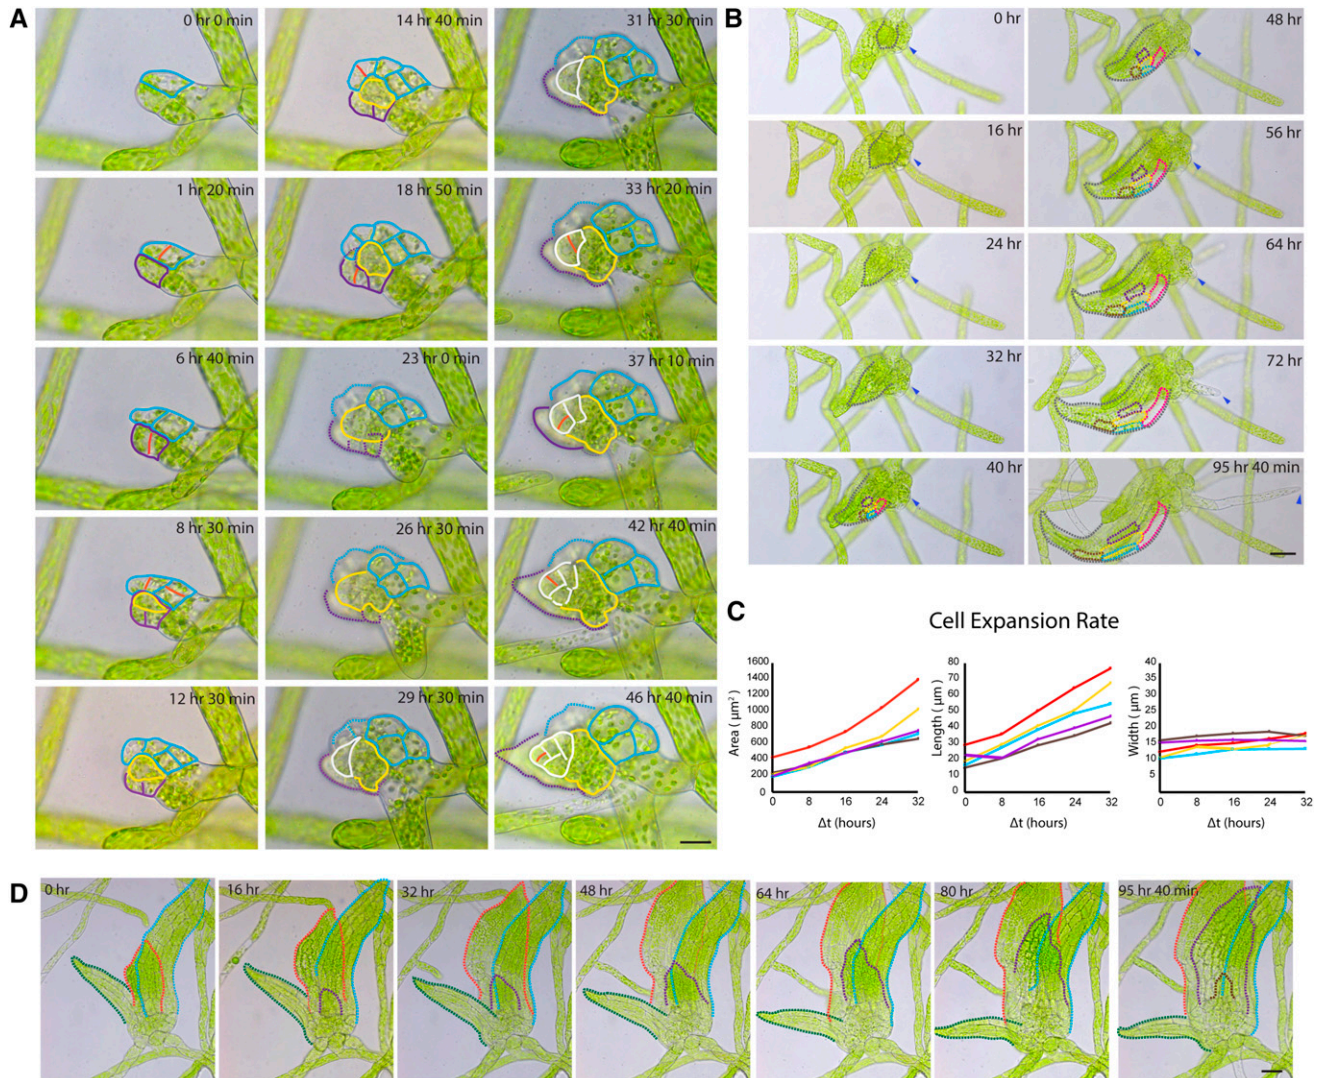 A
0 hr 0 min
14 hr 40 min
31 hr 30 min
1 hr 20 min
18 hr 50 min
33 hr 20 min
6 hr 40 min
23 hr 0 min
37 hr 10 min
8 hr 30 min
26 hr 30 min
42 hr 40 min
12 hr 30 min
29 hr 30 min
46 hr 40 min
B
0 hr
48 hr
16 hr
56 hr
24 hr
64 hr
32 hr
72 hr
40 hr
95 hr 40 min
C
Cell Expansion Rate
Area ( μm²)
1600
1400
1200
1000
800
600
400
200
0
0 8 16 24 32
Δt (hours)
Length ( μm )
80
70
60
50
40
30
20
10
0
0 8 16 24 32
Δt (hours)
Width ( μm )
40
35
30
25
20
15
10
5
0 8 16 24 32
Δt (hours)
D
0 hr
16 hr
32 hr
48 hr
64 hr
80 hr
95 hr 40 min